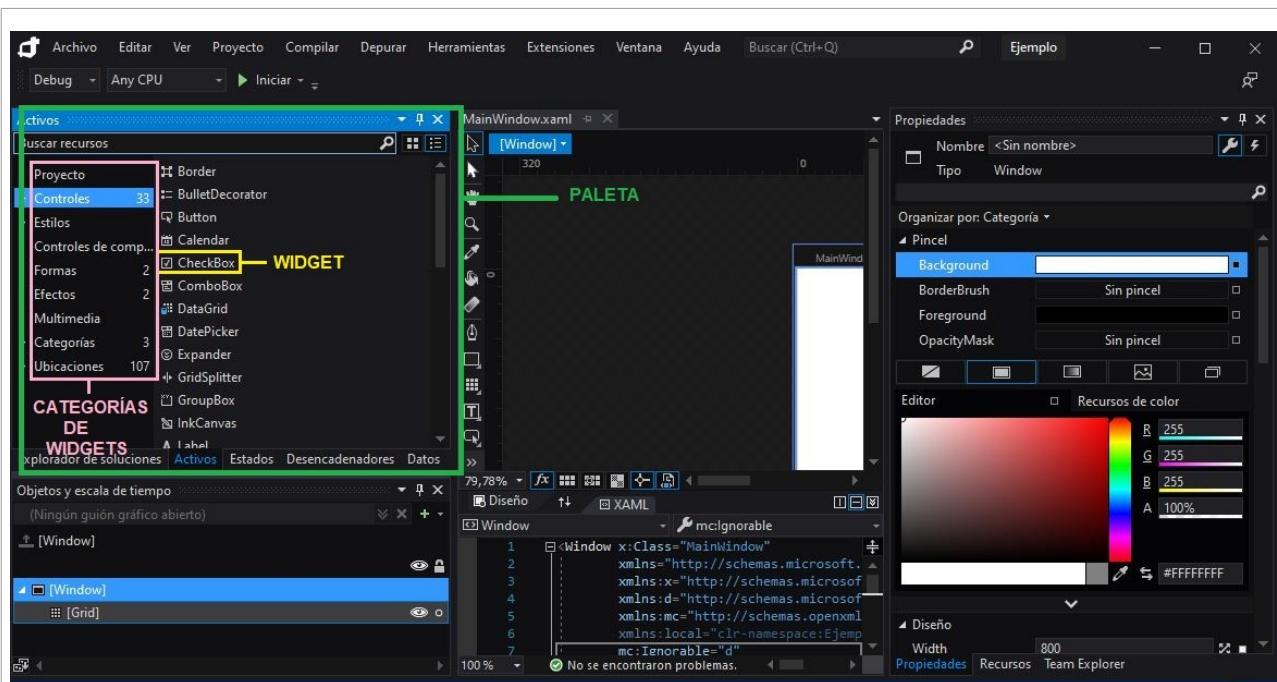 Archivo Editar Ver Proyecto Compilar Depurar Herramientas Extensiones Ventana Ayuda Buscar (Ctrl+Q) Ejemplo
Debug Any CPU Iniciar
Activos
Buscar recursos
Proyecto
Controles 33
Estilos
Controles de comp...
Formas 2
Efectos 2
Multimedia
Categorías 3
Ubicaciones 107
CATEGORÍAS
DE
WIDGETS
Border
BulletDecorator
Button
Calendar
CheckBox
WIDGET
ComboBox
DataGrid
DatePicker
Expander
GridSplitter
GroupBox
InkCanvas
Label
Explorador de soluciones Activos Estados Desencadenadores Datos
Objetos y escala de tiempo
(Ningún guión gráfico abierto)
[Window]
[Window]
[Grid]
MainWindow.xaml
[Window]
320 0
PALETA
0
MainWind
79,78% fx
Diseño XAML
Window mc:Ignorable
1 <Window x:Class="MainWindow"
2 xmlns="http://schemas.microsoft.
3 xmlns:x="http://schemas.microsof
4 xmlns:d="http://schemas.microsof
5 xmlns:mc="http://schemas.openxml
6 xmlns:local="clr-namespace:Ejemp
7 mc:Ignorable="d"
100 % No se encontraron problemas.
Propiedades
Nombre <Sin nombre>
Tipo Window
Organizar por: Categoría
Pincel
Background
BorderBrush Sin pincel
Foreground
OpacityMask Sin pincel
Editor Recursos de color
R 255
G 255
B 255
A 100%
#FFFFFFFF
Diseño
Width 800
Propiedades Recursos Team Explorer